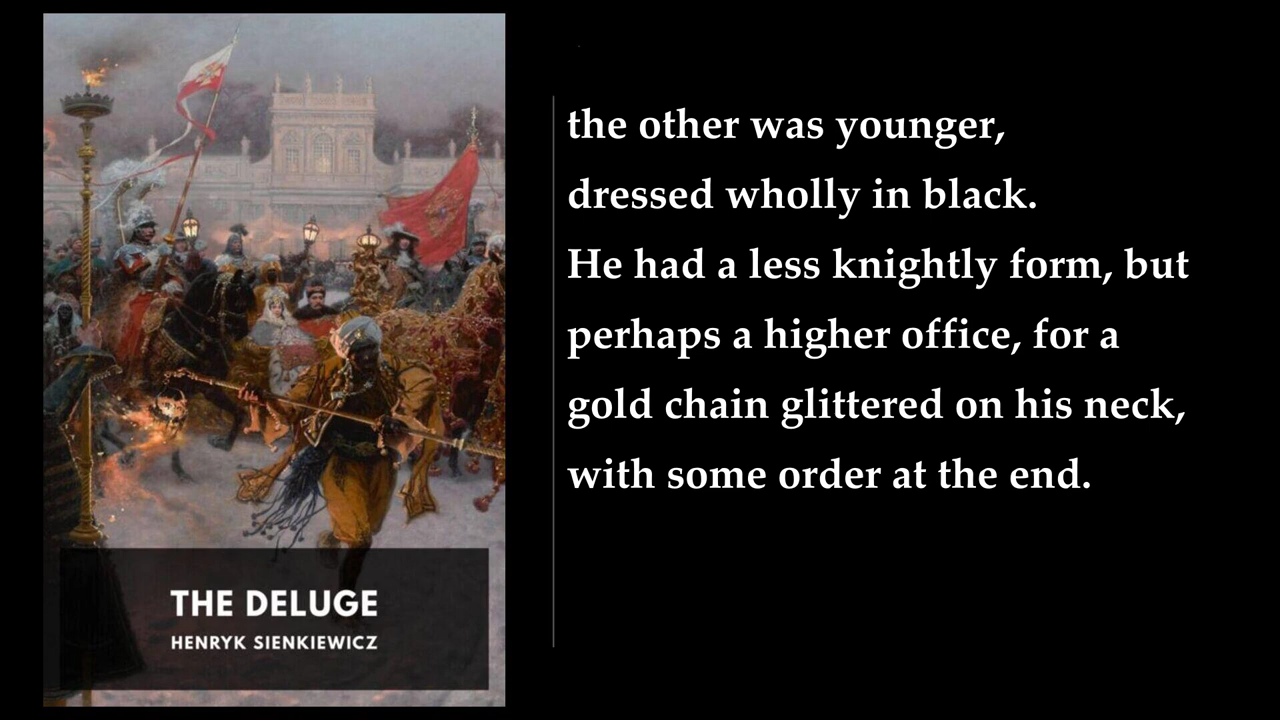 the other was younger,
dressed wholly in black.
He had a less knightly form, but
perhaps a higher office, for a
gold chain glittered on his neck,
with some order at the end.
THE DELUGE
HENRYK SIENKIEWICZ